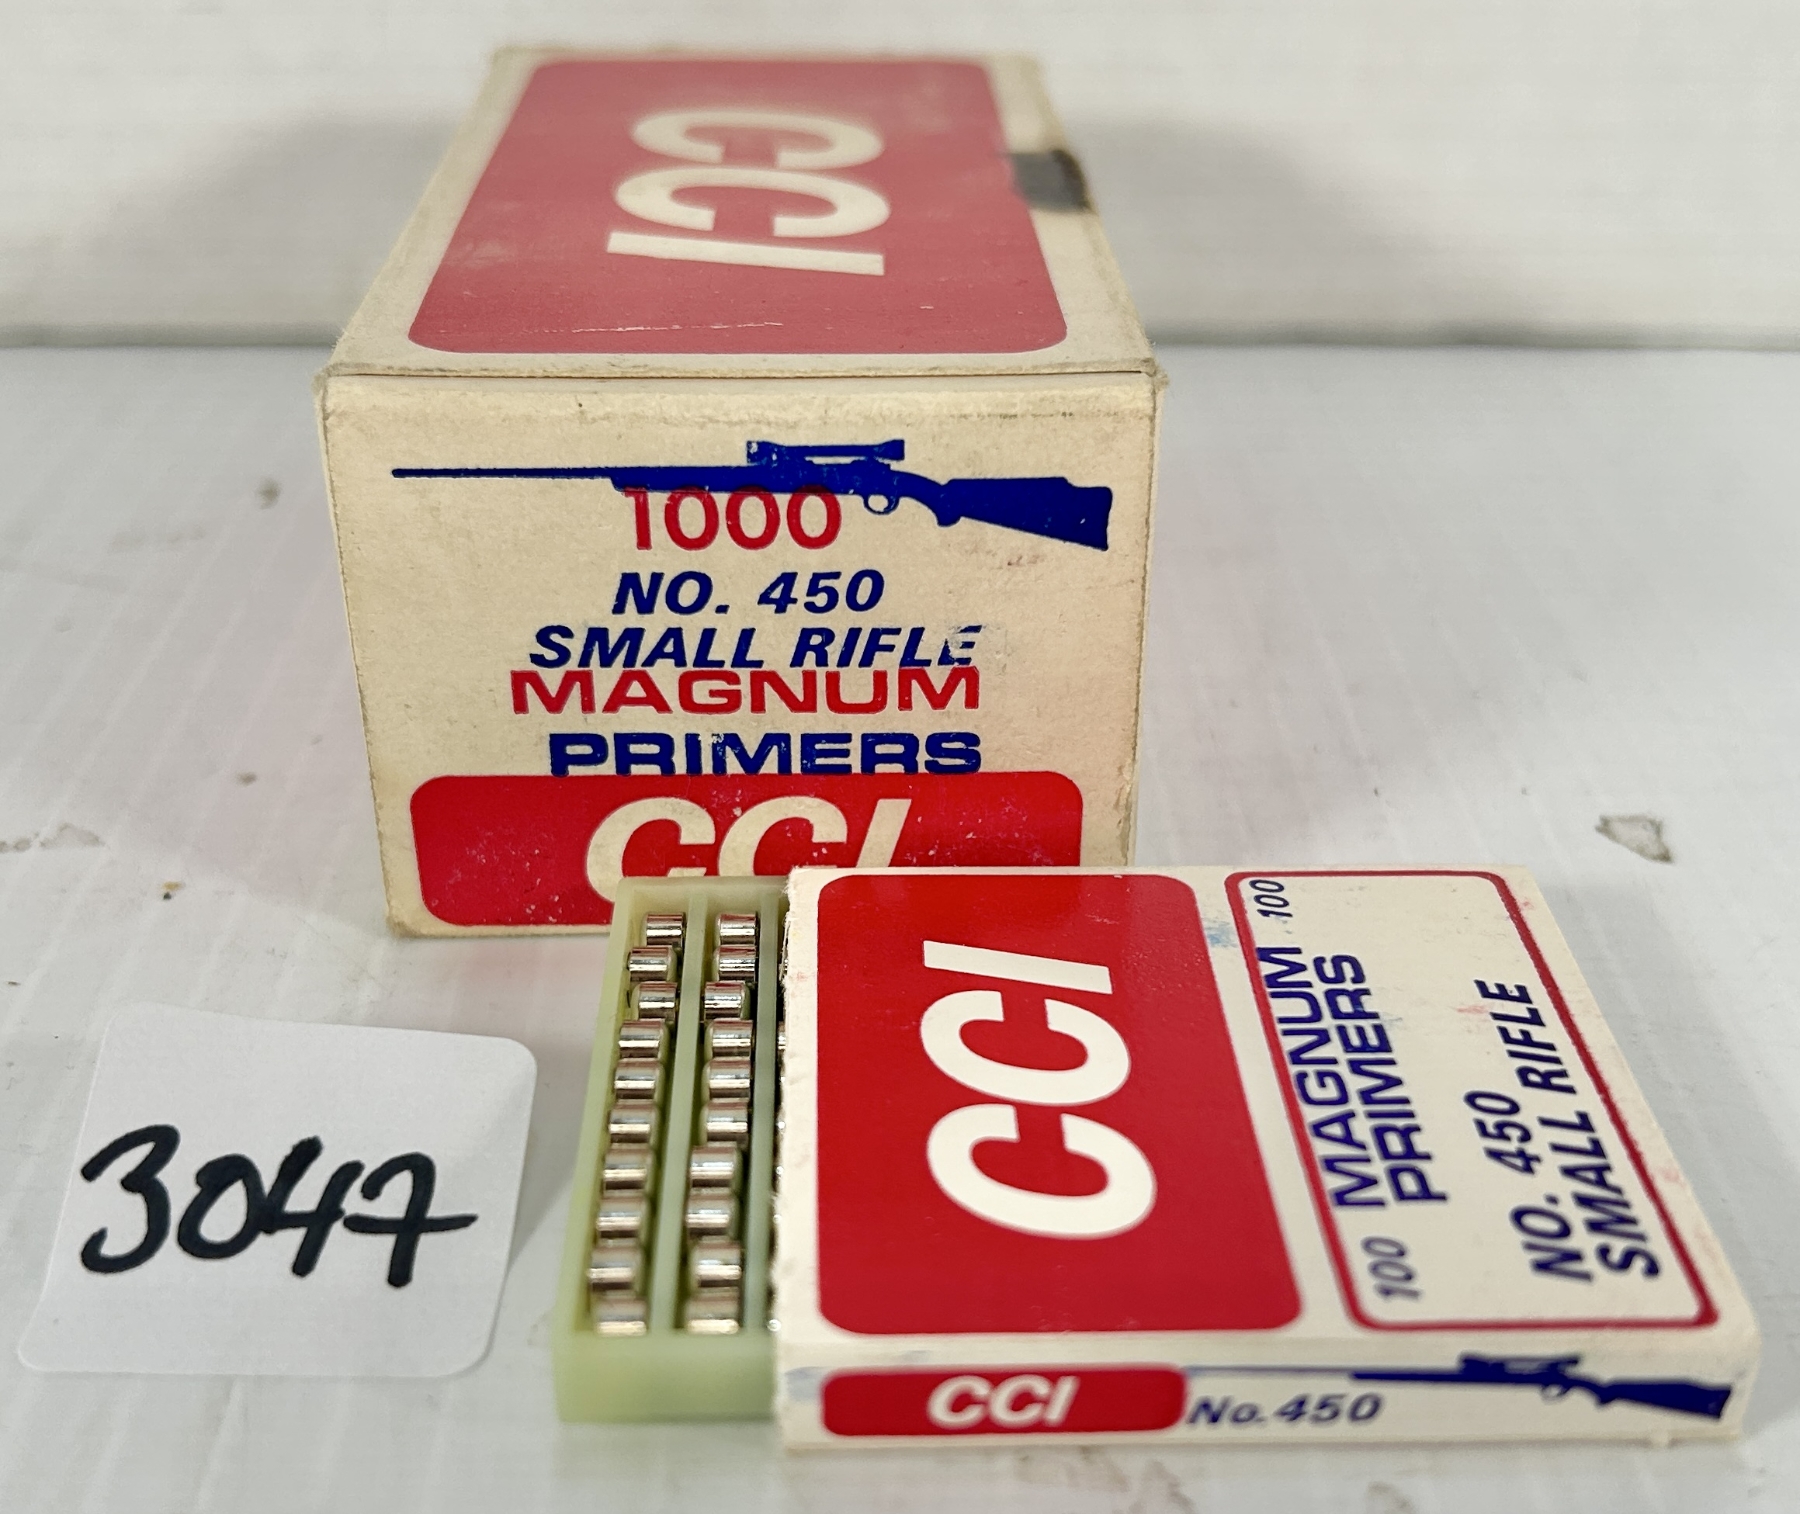 CCI
1000
NO. 450
SMALL RIFLE
MAGNUM
PRIMERS
CCI
3047
CCI
100 MAGNUM 100
PRIMERS
NO. 450
SMALL RIFLE
CCI No. 450